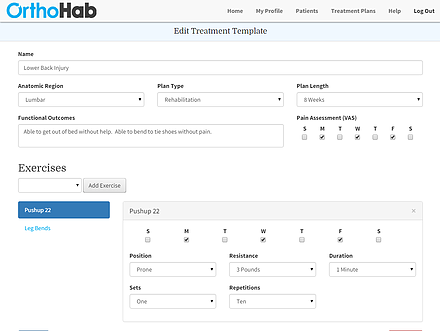 OrthoHab
Home My Profile Patients Treatment Plans Help Log Out
Edit Treatment Template
Name
Lower Back Injury
Anatomic Region Plan Type Plan Length
Lumbar Rehabilitation 8 Weeks
Functional Outcomes Pain Assessment (VAS)
Able to get out of bed without help. Able to bend to tie shoes without pain.
S M T W T F S
Exercises
Add Exercise
Pushup 22
Leg Bends
Pushup 22 ×
S M T W T F S
Position Resistance Duration
Prone 3 Pounds 1 Minute
Sets Repetitions
One Ten